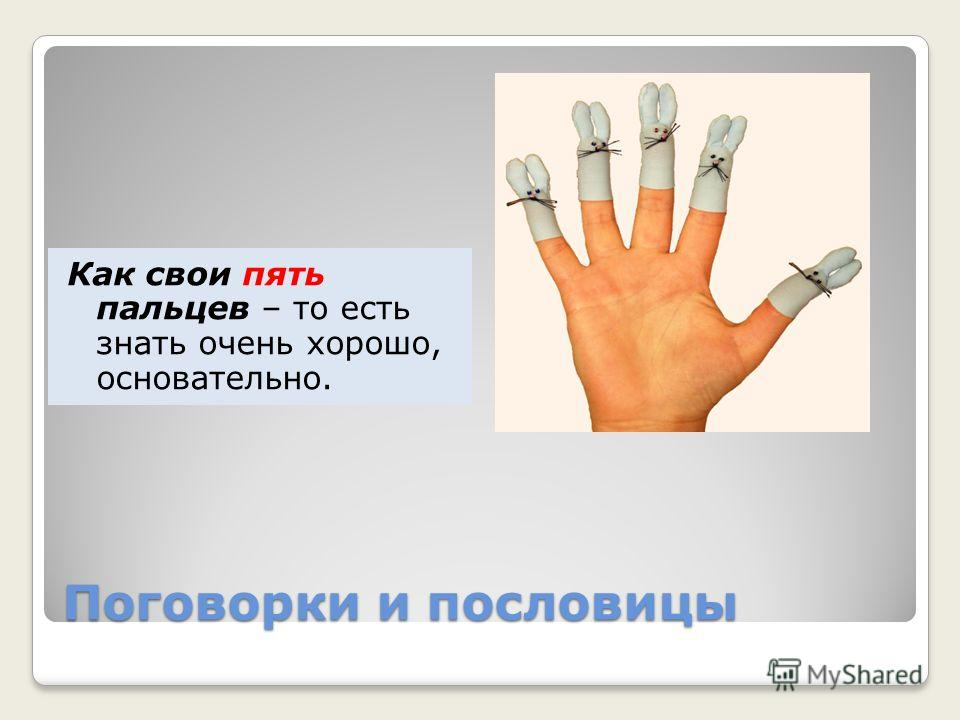 Как свои пять
пальцев – то есть
знать очень хорошо,
основательно.
Поговорки и пословицы
MyShared